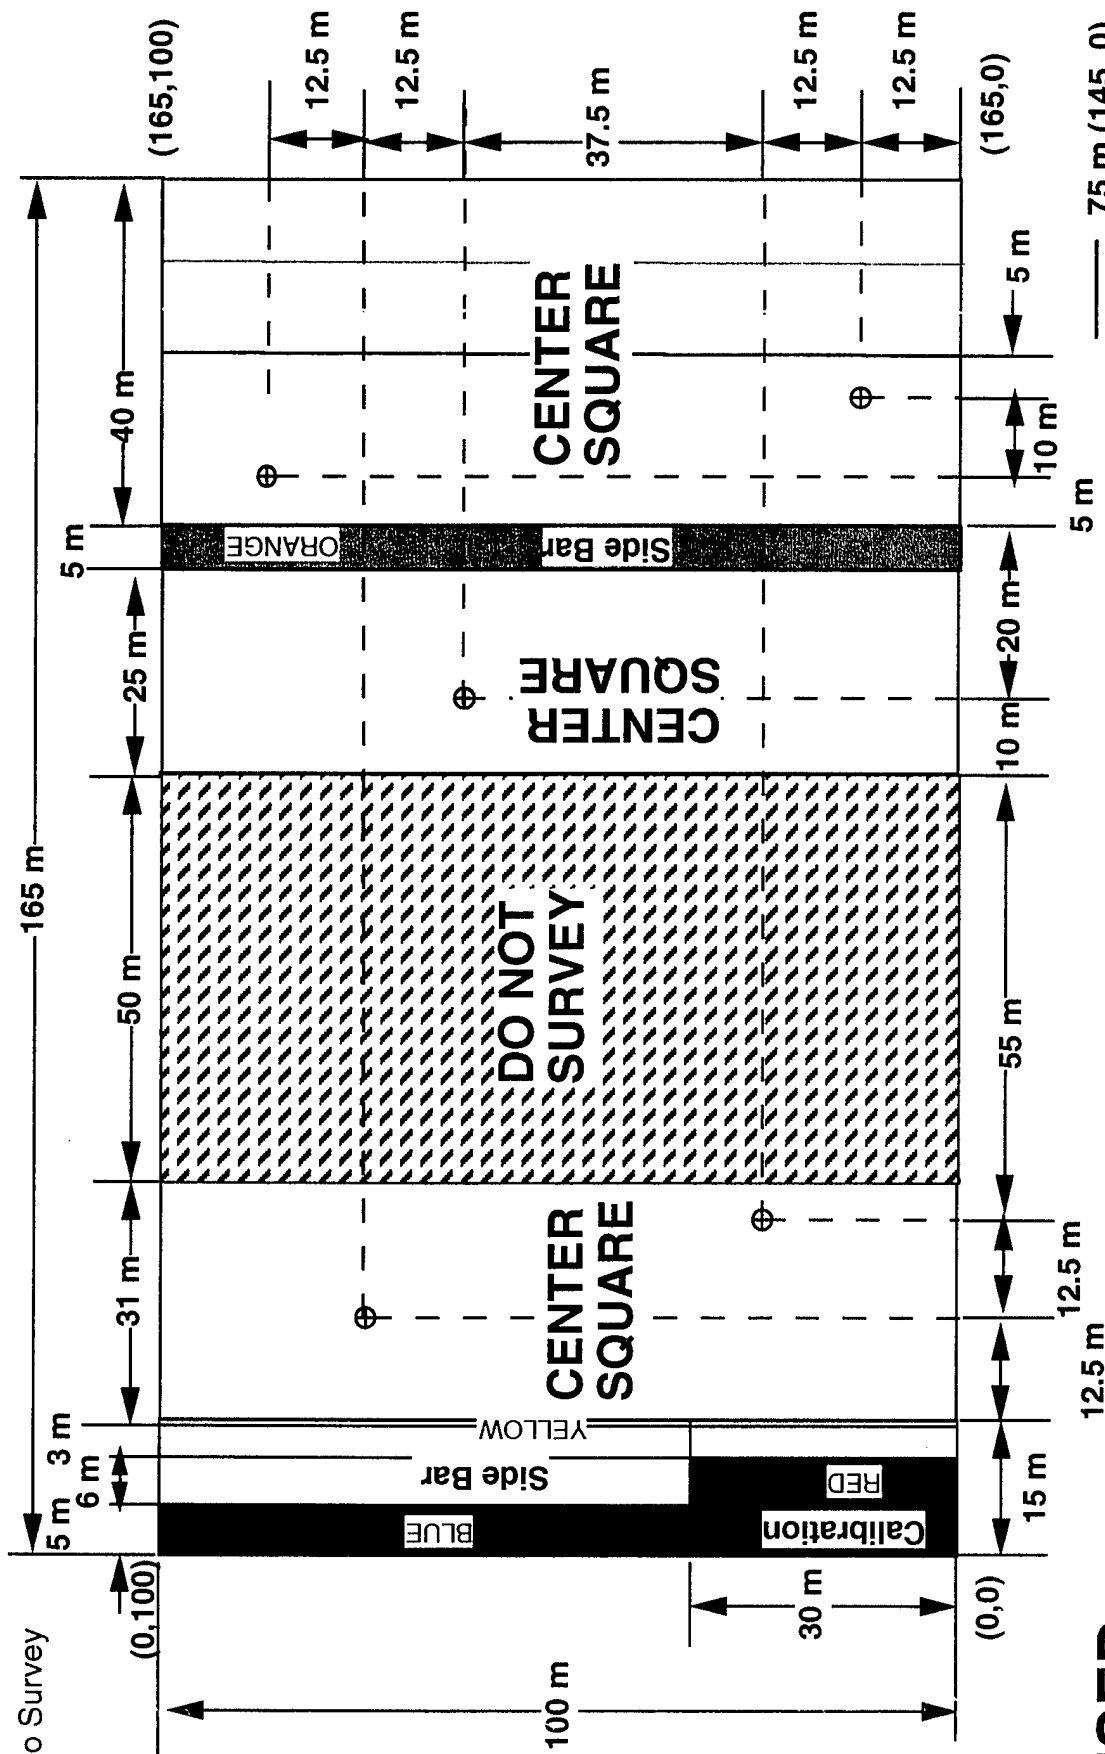 o Survey
165 m
5 m
6 m
3 m
31 m
50 m
25 m
5 m
40 m
(0,100)
(165,100)
100 m
30 m
(0,0)
(165,0)
BLUE
Side Bar
YELLOW
Calibration
RED
CENTER
SQUARE
DO NOT
SURVEY
CENTER
SQUARE
ORANGE
Side Bar
CENTER
SQUARE
12.5 m
12.5 m
37.5 m
12.5 m
12.5 m
15 m
12.5 m
12.5 m
55 m
10 m
20 m
5 m
10 m
5 m
75 m (145, 0)